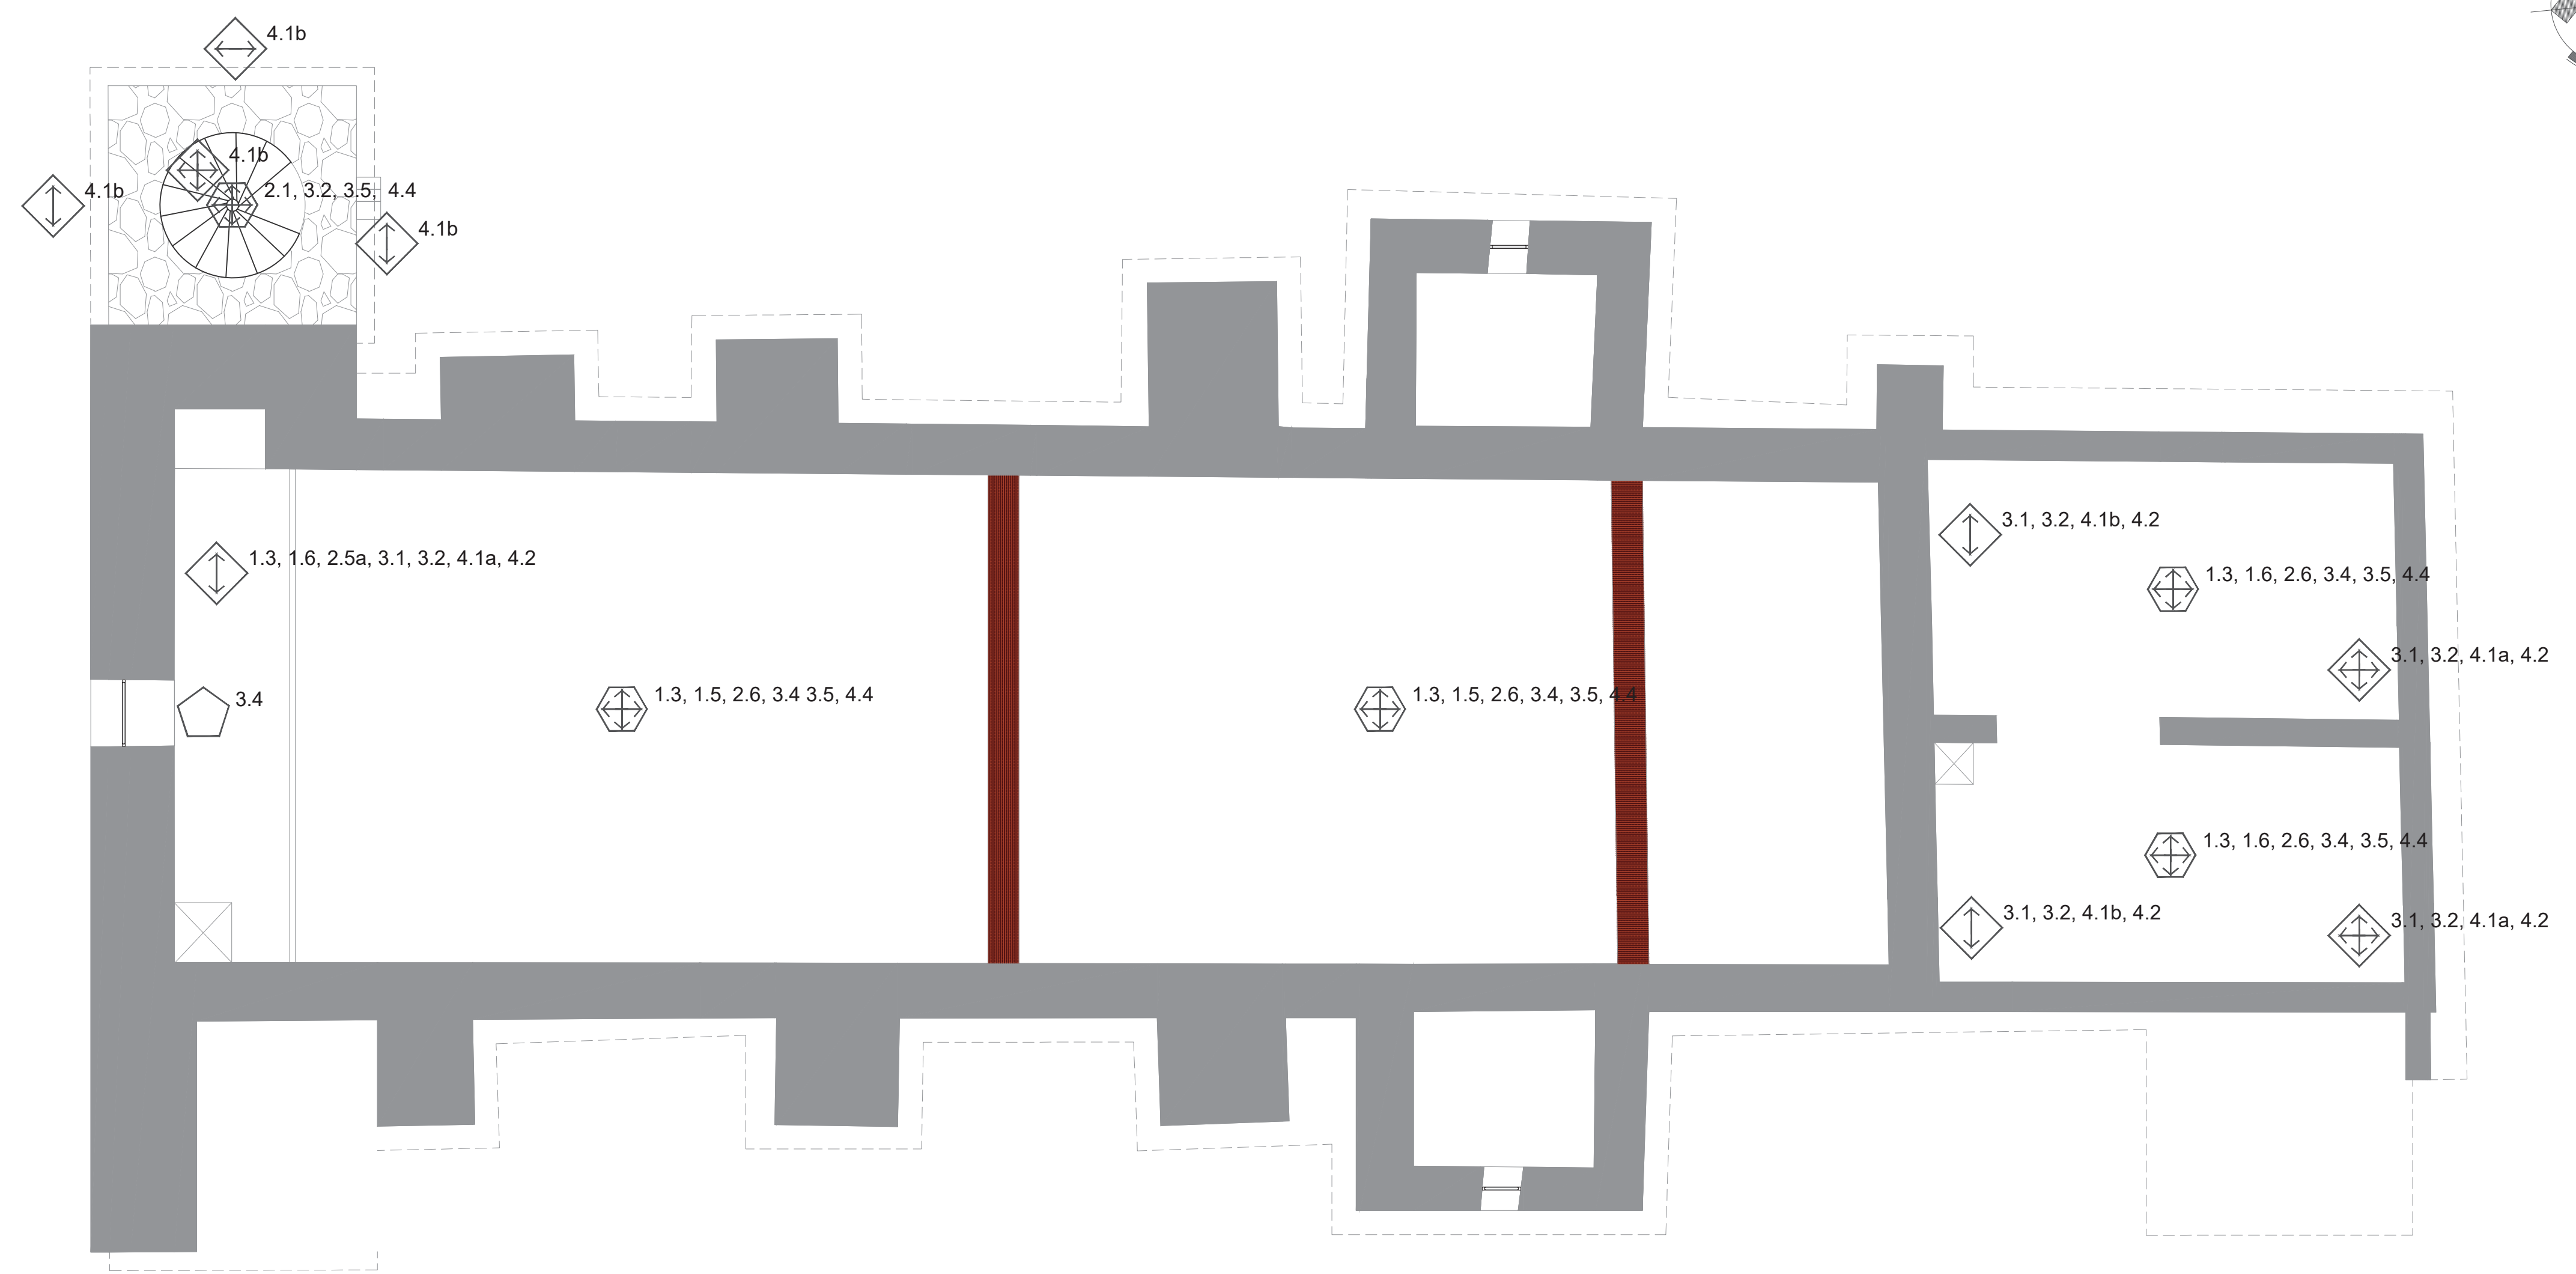 4.1b
4.1b
4.1b
2.1, 3.2, 3.5, 4.4
4.1b
3.1, 3.2, 4.1b, 4.2
1.3, 1.6, 2.5a, 3.1, 3.2, 4.1a, 4.2
1.3, 1.6, 2.6, 3.4, 3.5, 4.4
3.1, 3.2, 4.1a, 4.2
3.4
1.3, 1.5, 2.6, 3.4 3.5, 4.4
1.3, 1.5, 2.6, 3.4, 3.5, 4.4
1.3, 1.6, 2.6, 3.4, 3.5, 4.4
3.1, 3.2, 4.1b, 4.2
3.1, 3.2, 4.1a, 4.2